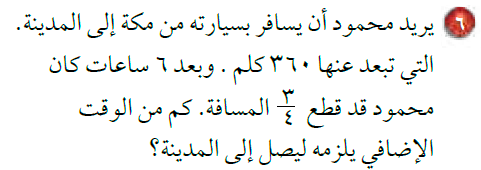 ٦ يريد محمود أن يسافر بسيارته من مكة إلى المدينة.
التي تبعد عنها ٣٦٠ كلم . وبعد ٦ ساعات كان
محمود قد قطع ٣/٤ المسافة. كم من الوقت
الإضافي يلزمه ليصل إلى المدينة؟